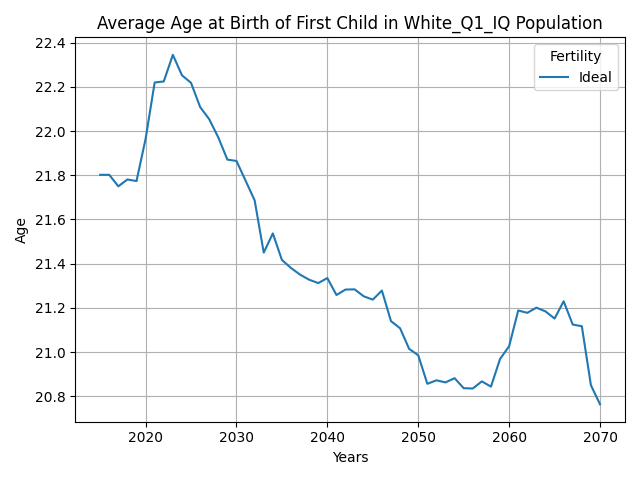 Average Age at Birth of First Child in White_Q1_IQ Population
Fertility
Ideal
22.4
22.2
22.0
21.8
21.6
21.4
21.2
21.0
20.8
Age
2020 2030 2040 2050 2060 2070
Years